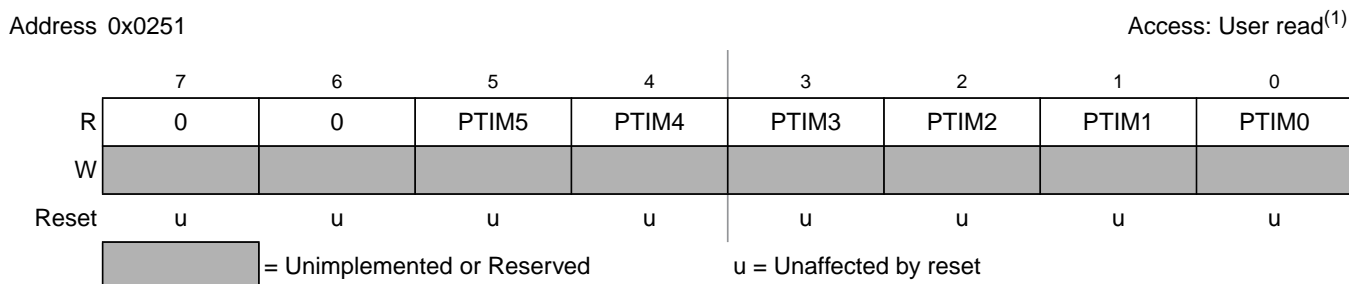 Address 0x0251 Access: User read(1)
7 6 5 4 3 2 1 0
R 0 0 PTIM5 PTIM4 PTIM3 PTIM2 PTIM1 PTIM0
W
Reset u u u u u u u u
= Unimplemented or Reserved u = Unaffected by reset